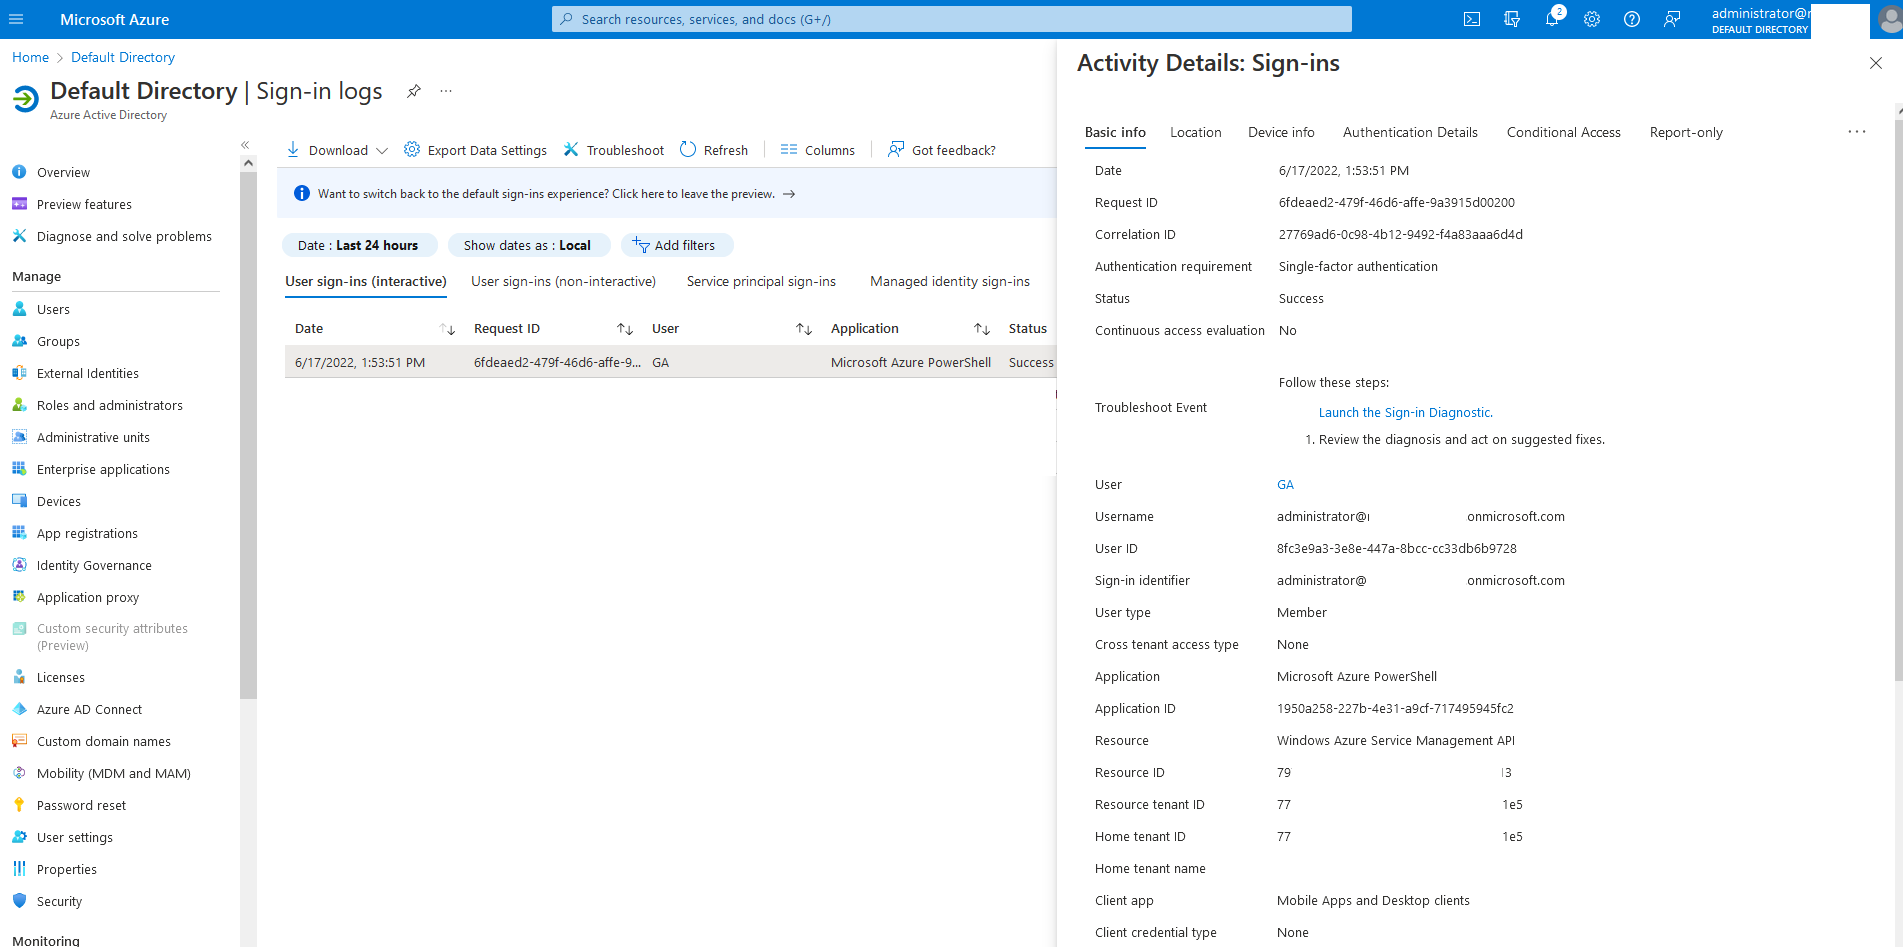 Microsoft Azure
Search resources, services, and docs (G+/)
2
administrator@r
DEFAULT DIRECTORY
Home > Default Directory
Default Directory | Sign-in logs
Azure Active Directory
Overview
Preview features
Diagnose and solve problems
Manage
Users
Groups
External Identities
Roles and administrators
Administrative units
Enterprise applications
Devices
App registrations
Identity Governance
Application proxy
Custom security attributes
(Preview)
Licenses
Azure AD Connect
Custom domain names
Mobility (MDM and MAM)
Password reset
User settings
Properties
Security
Monitoring
Download
Export Data Settings
Troubleshoot
Refresh
Columns
Got feedback?
Want to switch back to the default sign-ins experience? Click here to leave the preview. →
Date : Last 24 hours
Show dates as : Local
Add filters
User sign-ins (interactive)
User sign-ins (non-interactive)
Service principal sign-ins
Managed identity sign-ins
Date Request ID User Application Status
6/17/2022, 1:53:51 PM 6fdeaed2-479f-46d6-affe-9... GA Microsoft Azure PowerShell Success
Activity Details: Sign-ins
Basic info Location Device info Authentication Details Conditional Access Report-only
Date 6/17/2022, 1:53:51 PM
Request ID 6fdeaed2-479f-46d6-affe-9a3915d00200
Correlation ID 27769ad6-0c98-4b12-9492-f4a83aaa6d4d
Authentication requirement Single-factor authentication
Status Success
Continuous access evaluation No
Troubleshoot Event
Follow these steps:
Launch the Sign-in Diagnostic.
1. Review the diagnosis and act on suggested fixes.
User GA
Username administrator@ onmicrosoft.com
User ID 8fc3e9a3-3e8e-447a-8bcc-cc33db6b9728
Sign-in identifier administrator@ onmicrosoft.com
User type Member
Cross tenant access type None
Application Microsoft Azure PowerShell
Application ID 1950a258-227b-4e31-a9cf-717495945fc2
Resource Windows Azure Service Management API
Resource ID 79 3
Resource tenant ID 77 1e5
Home tenant ID 77 1e5
Home tenant name
Client app Mobile Apps and Desktop clients
Client credential type None